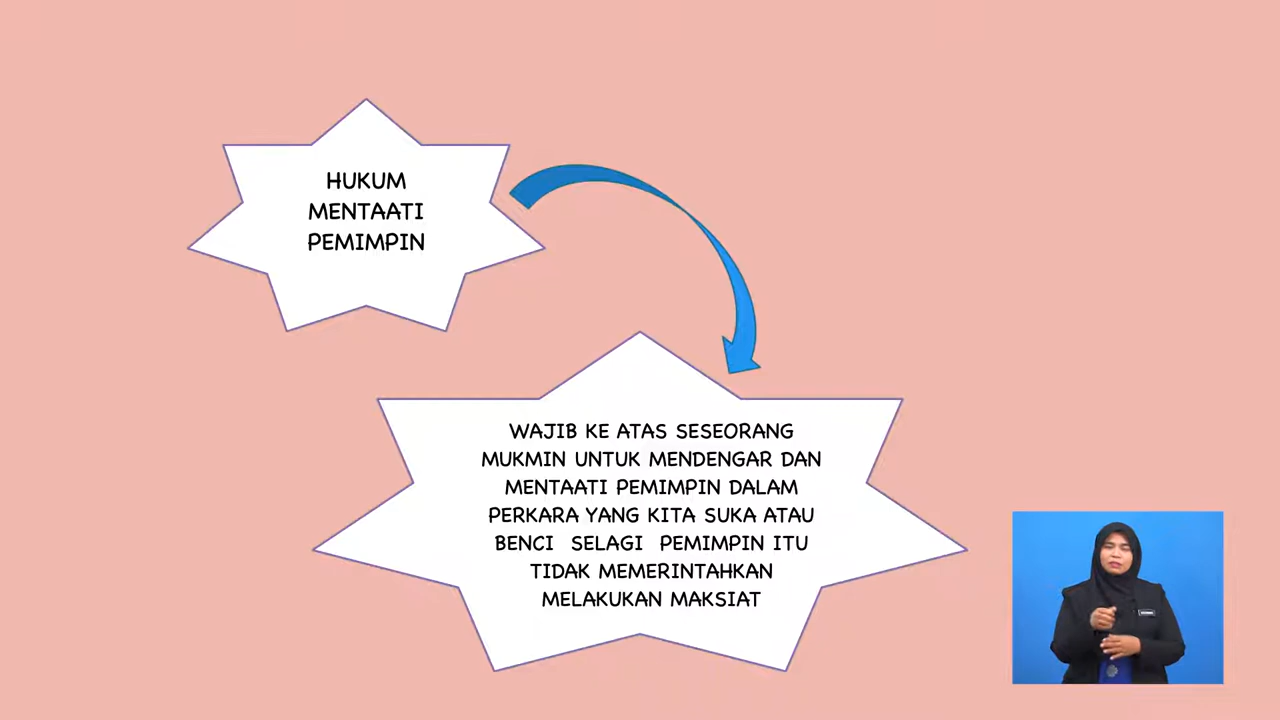 HUKUM
MENTAATI
PEMIMPIN
WAJIB KE ATAS SESEORANG
MUKMIN UNTUK MENDENGAR DAN
MENTAATI PEMIMPIN DALAM
PERKARA YANG KITA SUKA ATAU
BENCI SELAGI PEMIMPIN ITU
TIDAK MEMERINTAHKAN
MELAKUKAN MAKSIAT